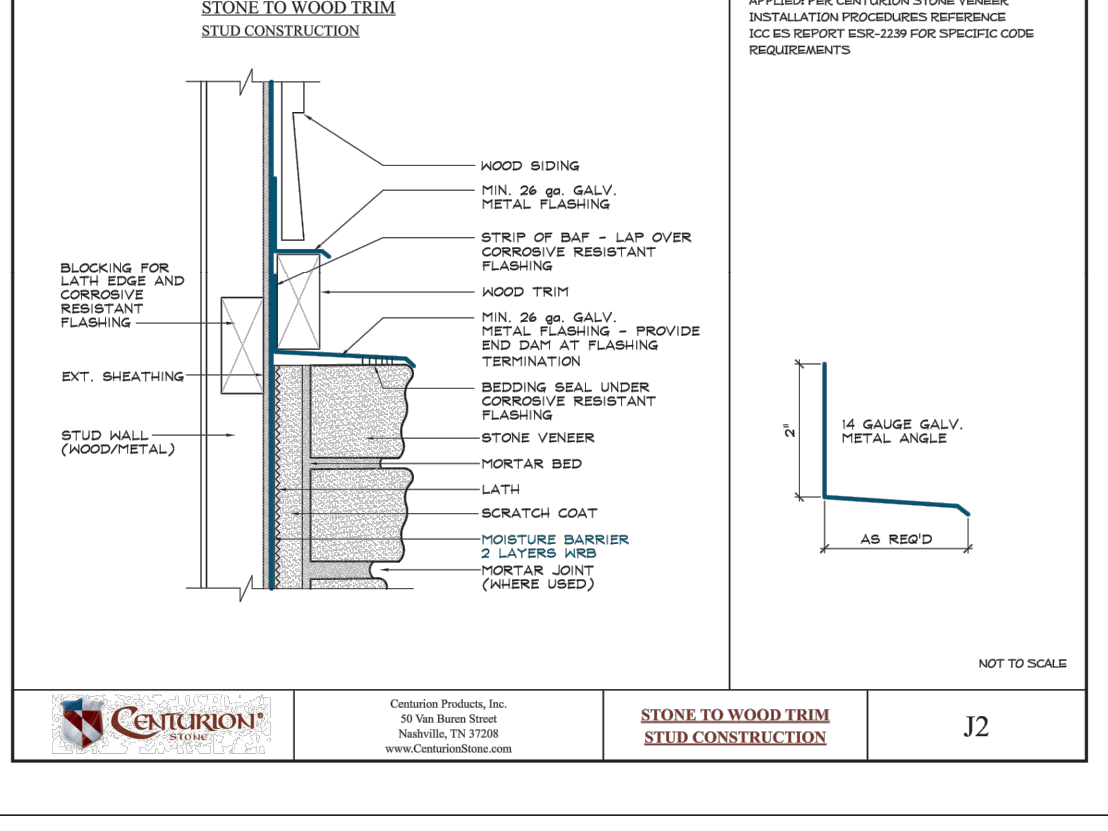 STONE TO WOOD TRIM
STUD CONSTRUCTION
APPLIED: PER CENTURION STONE VENEER
INSTALLATION PROCEDURES REFERENCE
ICC ES REPORT ESR-2239 FOR SPECIFIC CODE
REQUIREMENTS
WOOD SIDING
MIN. 26 ga. GALV.
METAL FLASHING
STRIP OF BAF - LAP OVER
CORROSIVE RESISTANT
FLASHING
WOOD TRIM
MIN. 26 ga. GALV.
METAL FLASHING - PROVIDE
END DAM AT FLASHING
TERMINATION
BEDDING SEAL UNDER
CORROSIVE RESISTANT
FLASHING
STONE VENEER
MORTAR BED
LATH
SCRATCH COAT
MOISTURE BARRIER
2 LAYERS WRB
MORTAR JOINT
(WHERE USED)
BLOCKING FOR
LATH EDGE AND
CORROSIVE
RESISTANT
FLASHING
EXT. SHEATHING
STUD WALL
(WOOD/METAL)
2"
14 GAUGE GALV.
METAL ANGLE
AS REQ'D
NOT TO SCALE
CENTURION®
STONE
Centurion Products, Inc.
50 Van Buren Street
Nashville, TN 37208
www.CenturionStone.com
STONE TO WOOD TRIM
STUD CONSTRUCTION
J2